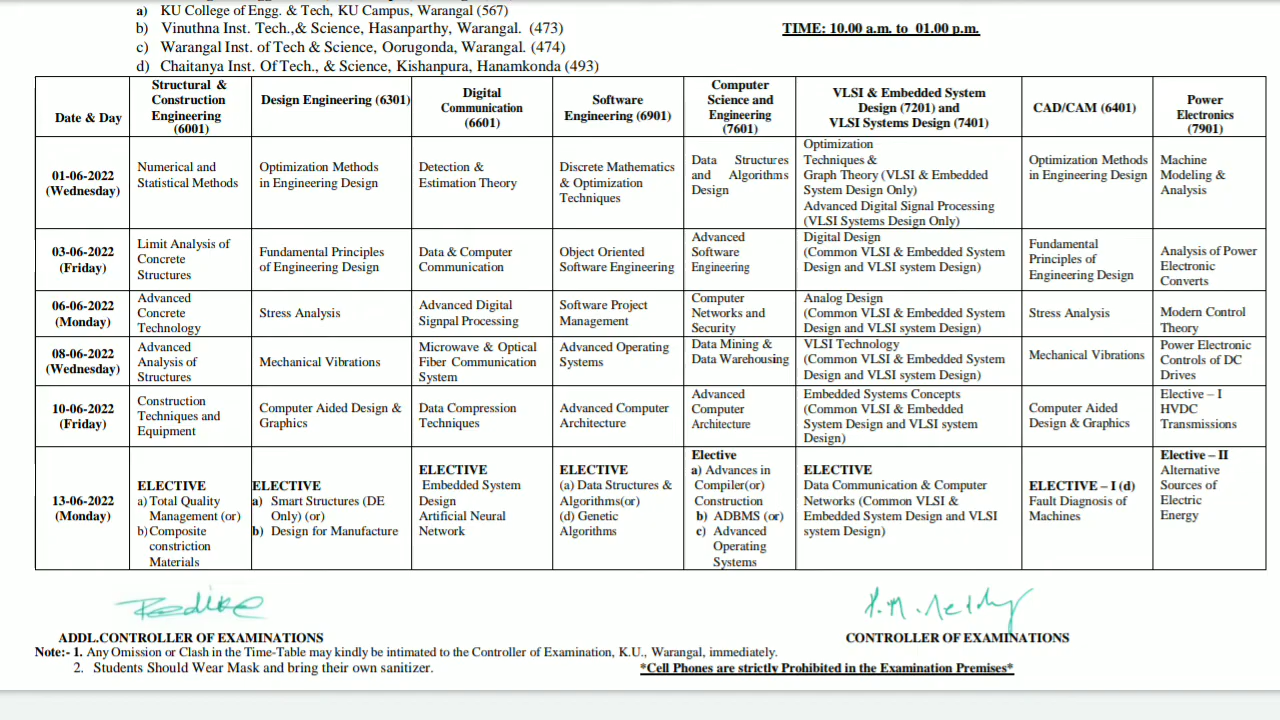 a) KU College of Engg. & Tech, KU Campus, Warangal (567)
b) Vinuthna Inst. Tech.,& Science, Hasanparthy, Warangal. (473)
TIME: 10.00 a.m. to 01.00 p.m.
c) Warangal Inst. of Tech & Science, Oorugonda, Warangal. (474)
d) Chaitanya Inst. Of Tech., & Science, Kishanpura, Hanamkonda (493)
Date & Day
Structural &
Construction
Engineering
(6001)
Design Engineering (6301)
Digital
Communication
(6601)
Software
Engineering (6901)
Computer
Science and
Engineering
(7601)
VLSI & Embedded System
Design (7201) and
VLSI Systems Design (7401)
CAD/CAM (6401)
Power
Electronics
(7901)
01-06-2022
(Wednesday)
Numerical and
Statistical Methods
Optimization Methods
in Engineering Design
Detection &
Estimation Theory
Discrete Mathematics
& Optimization
Techniques
Data Structures
and Algorithms
Design
Optimization
Techniques &
Graph Theory (VLSI & Embedded
System Design Only)
Advanced Digital Signal Processing
(VLSI Systems Design Only)
Optimization Methods
in Engineering Design
Machine
Modeling &
Analysis
03-06-2022
(Friday)
Limit Analysis of
Concrete
Structures
Fundamental Principles
of Engineering Design
Data & Computer
Communication
Object Oriented
Software Engineering
Advanced
Software
Engineering
Digital Design
(Common VLSI & Embedded System
Design and VLSI system Design)
Fundamental
Principles of
Engineering Design
Analysis of Power
Electronic
Converts
06-06-2022
(Monday)
Advanced
Concrete
Technology
Stress Analysis
Advanced Digital
Signpal Processing
Software Project
Management
Computer
Networks and
Security
Analog Design
(Common VLSI & Embedded System
Design and VLSI system Design)
Stress Analysis
Modern Control
Theory
08-06-2022
(Wednesday)
Advanced
Analysis of
Structures
Mechanical Vibrations
Microwave & Optical
Fiber Communication
System
Advanced Operating
Systems
Data Mining &
Data Warehousing
VLSI Technology
(Common VLSI & Embedded System
Design and VLSI system Design)
Mechanical Vibrations
Power Electronic
Controls of DC
Drives
10-06-2022
(Friday)
Construction
Techniques and
Equipment
Computer Aided Design &
Graphics
Data Compression
Techniques
Advanced Computer
Architecture
Advanced
Computer
Architecture
Embedded Systems Concepts
(Common VLSI & Embedded
System Design and VLSI system
Design)
Computer Aided
Design & Graphics
Elective – I
HVDC
Transmissions
13-06-2022
(Monday)
ELECTIVE
a) Total Quality
Management (or)
b) Composite
constriction
Materials
ELECTIVE
a) Smart Structures (DE
Only) (or)
b) Design for Manufacture
ELECTIVE
Embedded System
Design
Artificial Neural
Network
ELECTIVE
(a) Data Structures &
Algorithms(or)
(d) Genetic
Algorithms
Elective
a) Advances in
Compiler(or)
Construction
b) ADBMS (or)
c) Advanced
Operating
Systems
ELECTIVE
Data Communication & Computer
Networks (Common VLSI &
Embedded System Design and VLSI
system Design)
ELECTIVE – I (d)
Fault Diagnosis of
Machines
Elective – II
Alternative
Sources of
Electric
Energy
ADDL.CONTROLLER OF EXAMINATIONS
CONTROLLER OF EXAMINATIONS
Note:- 1. Any Omission or Clash in the Time-Table may kindly be intimated to the Controller of Examination, K.U., Warangal, immediately.
2. Students Should Wear Mask and bring their own sanitizer.
*Cell Phones are strictly Prohibited in the Examination Premises*